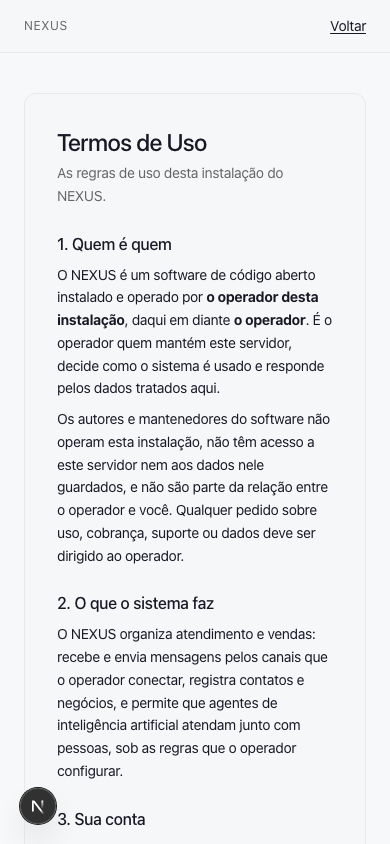 NEXUS
Voltar
Termos de Uso
As regras de uso desta instalação do
NEXUS.
1. Quem é quem
O NEXUS é um software de código aberto
instalado e operado por o operador desta
instalação, daqui em diante o operador. É o
operador quem mantém este servidor,
decide como o sistema é usado e responde
pelos dados tratados aqui.
Os autores e mantenedores do software não
operam esta instalação, não têm acesso a
este servidor nem aos dados nele
guardados, e não são parte da relação entre
o operador e você. Qualquer pedido sobre
uso, cobrança, suporte ou dados deve ser
dirigido ao operador.
2. O que o sistema faz
O NEXUS organiza atendimento e vendas:
recebe e envia mensagens pelos canais que
o operador conectar, registra contatos e
negócios, e permite que agentes de
inteligência artificial atendam junto com
pessoas, sob as regras que o operador
configurar.
N
3. Sua conta